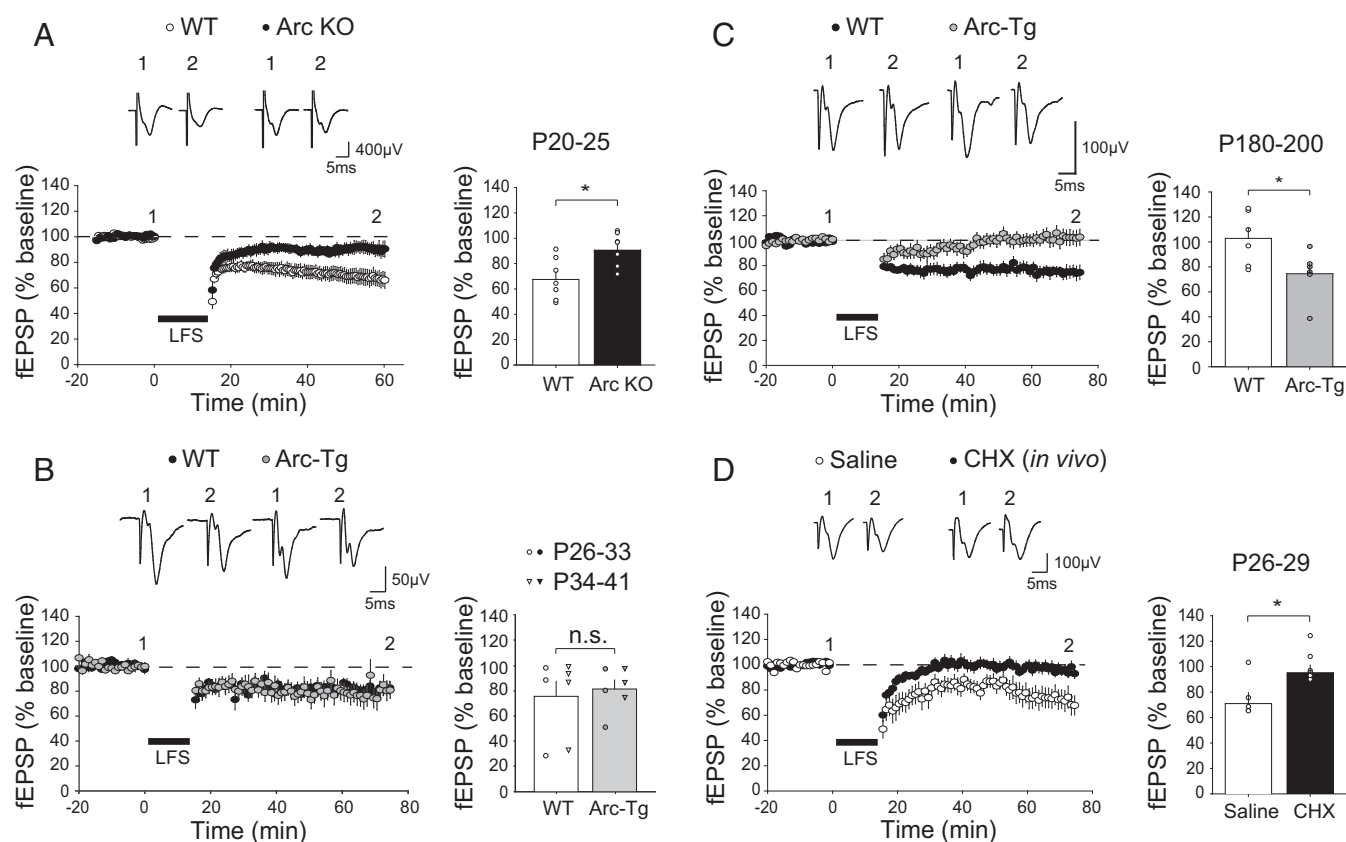 A
WT Arc KO
1 2 1 2
400µV
5ms
P20-25
fEPSP (% baseline)
140
120
100
80
60
40
20
0
1 2
LFS
-20 0 20 40 60
Time (min)
fEPSP (% baseline)
140
120
100
80
60
40
20
0
*
WT Arc KO
C
WT Arc-Tg
1 2 1 2
100µV
5ms
P180-200
fEPSP (% baseline)
140
120
100
80
60
40
20
0
1 2
LFS
-20 0 20 40 60 80
Time (min)
fEPSP (% baseline)
140
120
100
80
60
40
20
0
*
WT Arc-Tg
B
WT Arc-Tg
1 2 1 2
50µV
5ms
P26-33
P34-41
fEPSP (% baseline)
140
120
100
80
60
40
20
0
1 2
LFS
-20 0 20 40 60 80
Time (min)
fEPSP (% baseline)
140
120
100
80
60
40
20
0
n.s.
WT Arc-Tg
D
Saline CHX (in vivo)
1 2 1 2
100µV
5ms
P26-29
fEPSP (% baseline)
140
120
100
80
60
40
20
0
1 2
LFS
-20 0 20 40 60 80
Time (min)
fEPSP (% baseline)
140
120
100
80
60
40
20
0
*
Saline CHX